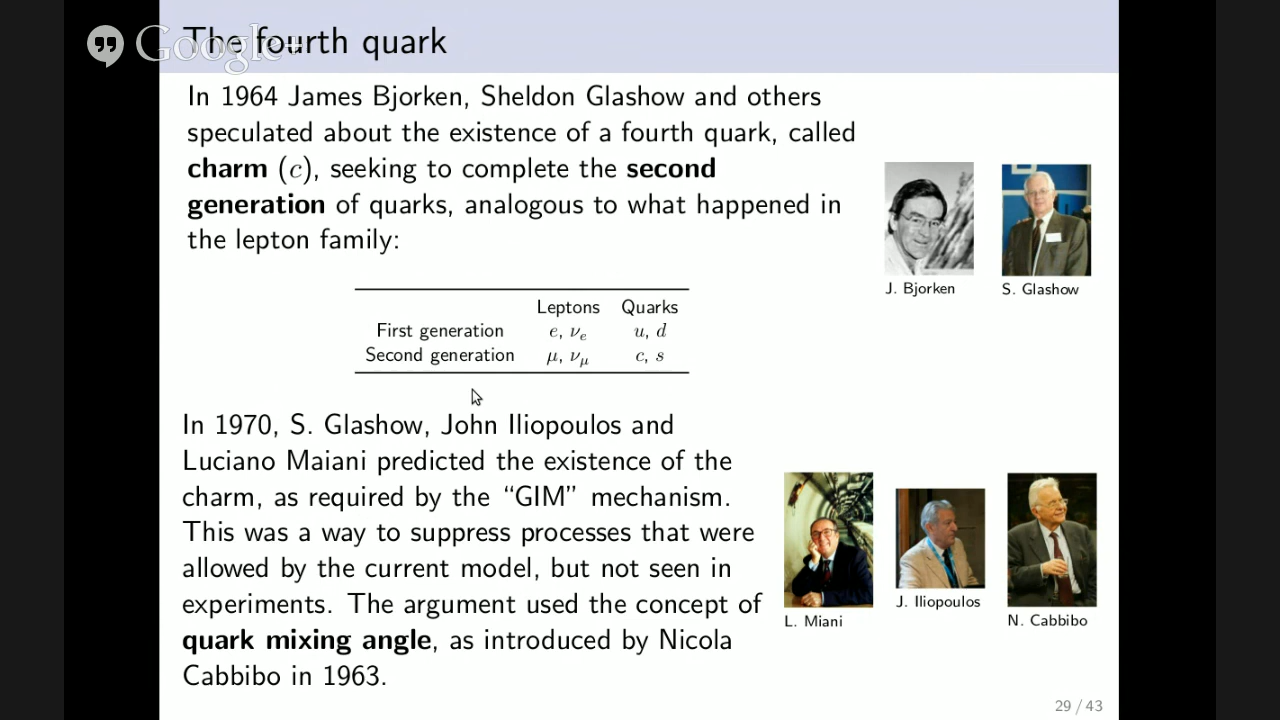 The fourth quark
Google+
In 1964 James Bjorken, Sheldon Glashow and others
speculated about the existence of a fourth quark, called
charm (c), seeking to complete the second
generation of quarks, analogous to what happened in
the lepton family:
J. Bjorken
S. Glashow
Leptons Quarks
First generation e, νₑ u, d
Second generation μ, ν_μ c, s
In 1970, S. Glashow, John Iliopoulos and
Luciano Maiani predicted the existence of the
charm, as required by the “GIM” mechanism.
This was a way to suppress processes that were
allowed by the current model, but not seen in
experiments. The argument used the concept of
quark mixing angle, as introduced by Nicola
Cabbibo in 1963.
L. Miani
J. Iliopoulos
N. Cabbibo
29 / 43